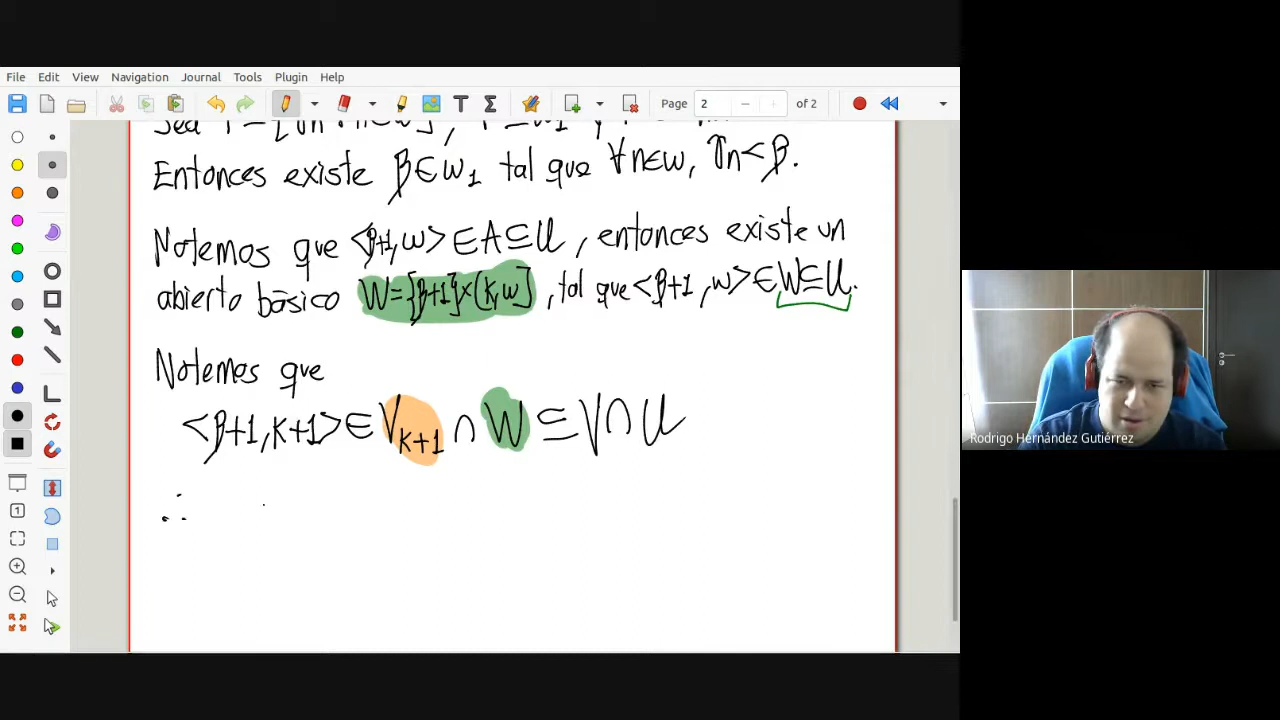 File Edit View Navigation Journal Tools Plugin Help
Page 2 of 2
Entonces existe β∈ω₁ tal que ∀n∈ω, γn<β.
Notemos que <β+1,ω>∈A⊆U, entonces existe un
abierto básico W={β+1}×(k,ω], tal que <β+1,ω>∈W⊆U.
Notemos que
<β+1,k+1>∈V_{k+1}∩W⊆V∩U
∴
Rodrigo Hernández Gutiérrez